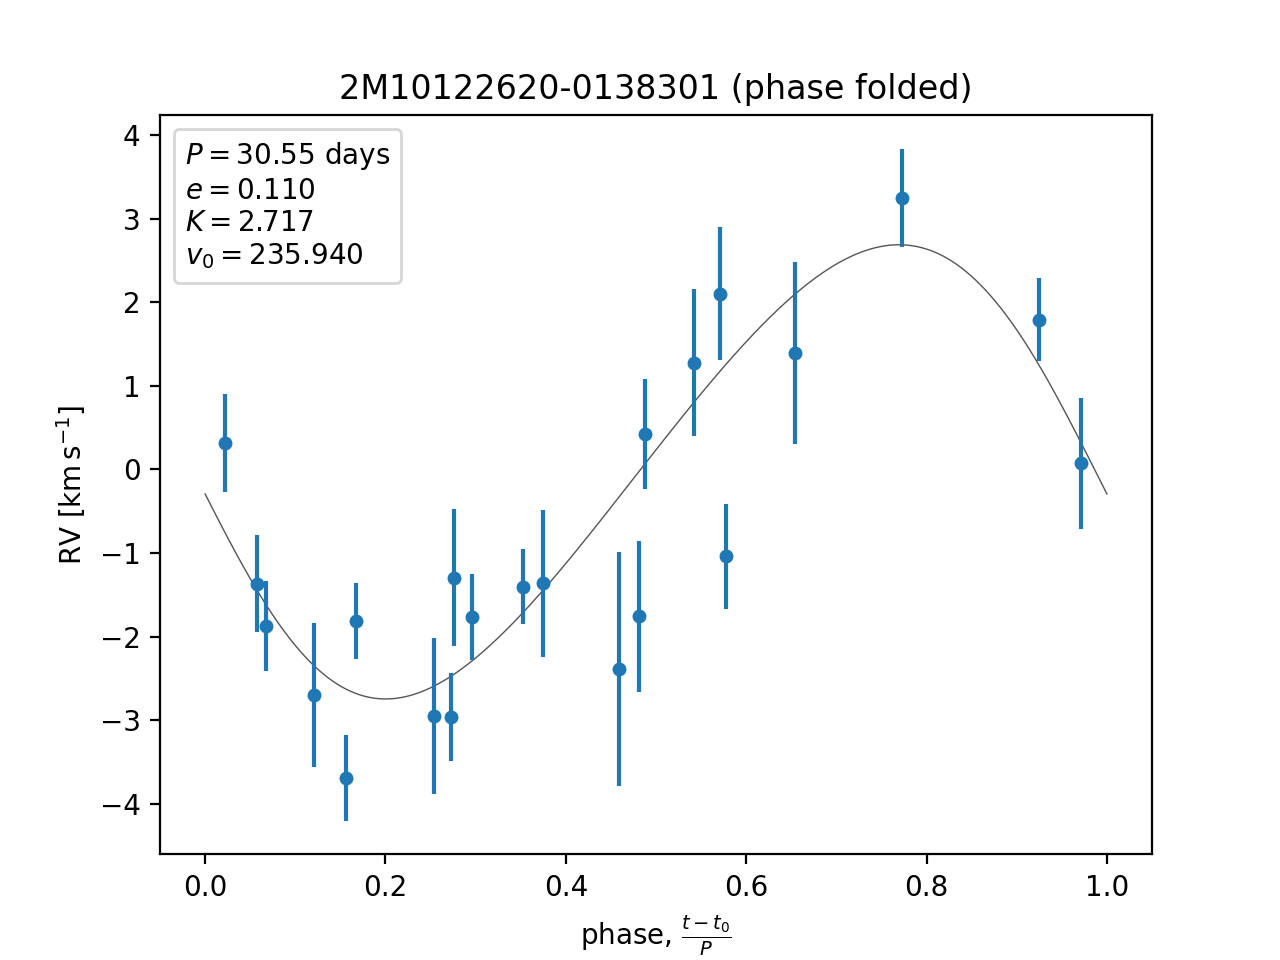 2M10122620-0138301 (phase folded)
P = 30.55 days
e = 0.110
K = 2.717
v₀ = 235.940
4
3
2
1
0
−1
−2
−3
−4
RV [km s⁻¹]
0.0 0.2 0.4 0.6 0.8 1.0
phase, (t − t₀)/P